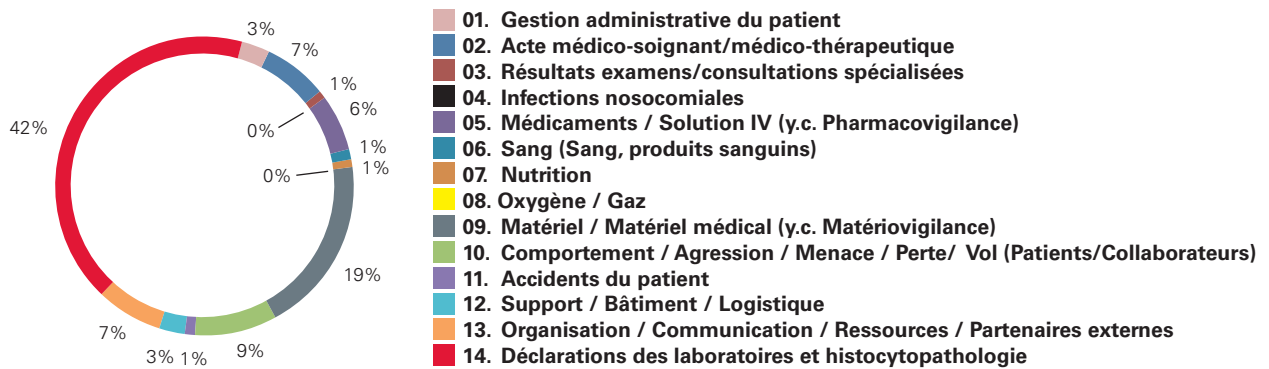 3%
7%
1%
6%
0%
1%
1%
0%
42%
19%
7%
3%
1%
9%
01. Gestion administrative du patient
02. Acte médico-soignant/médico-thérapeutique
03. Résultats examens/consultations spécialisées
04. Infections nosocomiales
05. Médicaments / Solution IV (y.c. Pharmacovigilance)
06. Sang (Sang, produits sanguins)
07. Nutrition
08. Oxygène / Gaz
09. Matériel / Matériel médical (y.c. Matériovigilance)
10. Comportement / Agression / Menace / Perte/ Vol (Patients/Collaborateurs)
11. Accidents du patient
12. Support / Bâtiment / Logistique
13. Organisation / Communication / Ressources / Partenaires externes
14. Déclarations des laboratoires et histocytopathologie